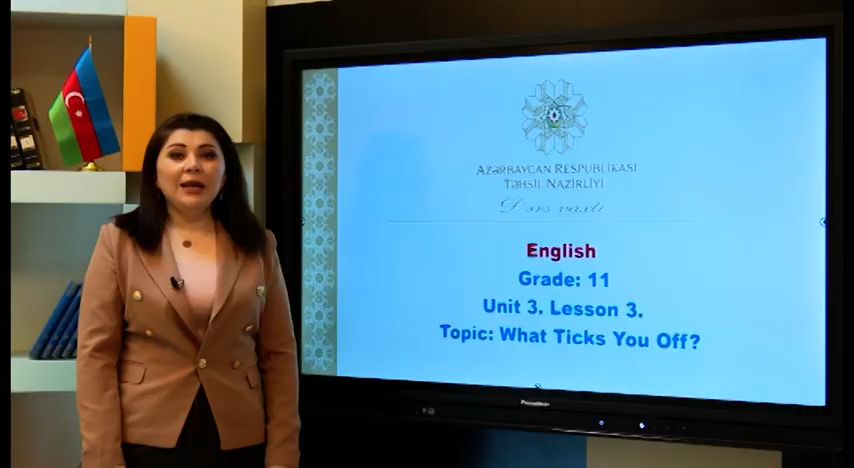 AZƏRBAYCAN RESPUBLİKASI
TƏHSİL NAZİRLİYİ
Dərs vaxtı
English
Grade: 11
Unit 3. Lesson 3.
Topic: What Ticks You Off?